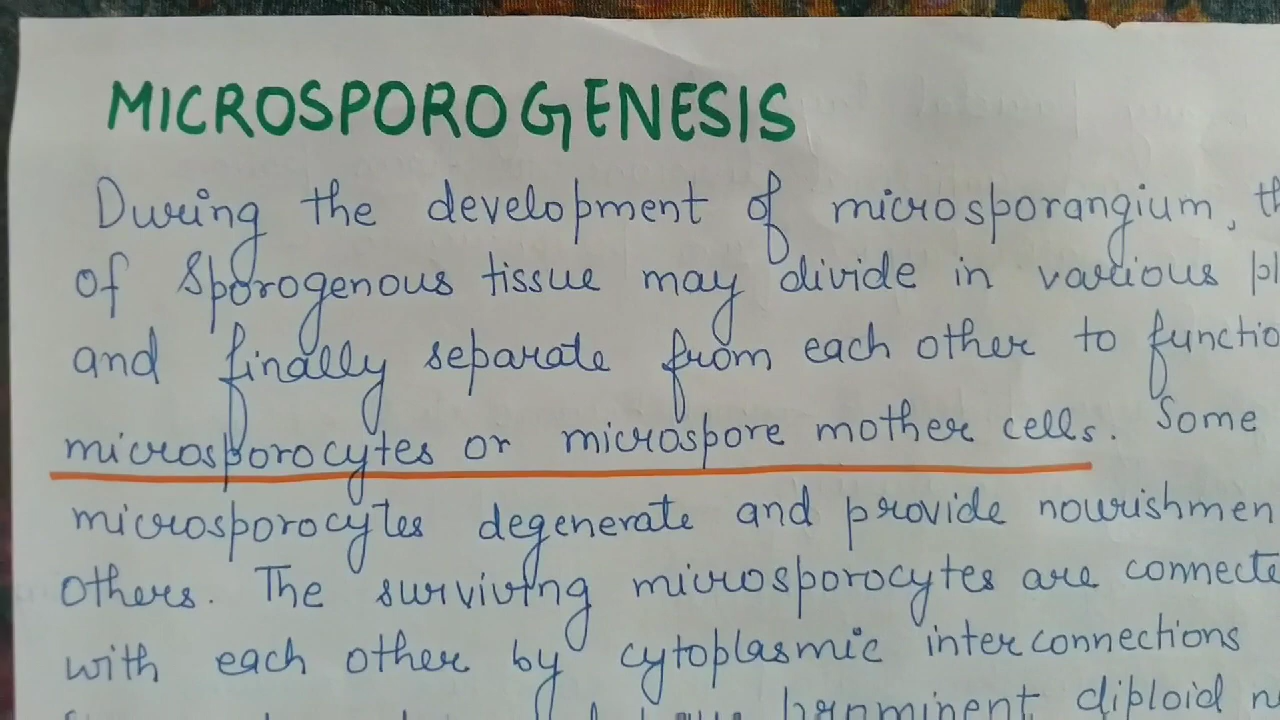 MICROSPOROGENESIS
During the development of microsporangium,
of sporogenous tissue may divide in various
and finally separate from each other to
microsporocytes or microspore mother cells. Some
microsporocytes degenerate and provide
others. The surviving microsporocytes are
with each other by cytoplasmic interconnections
diploid